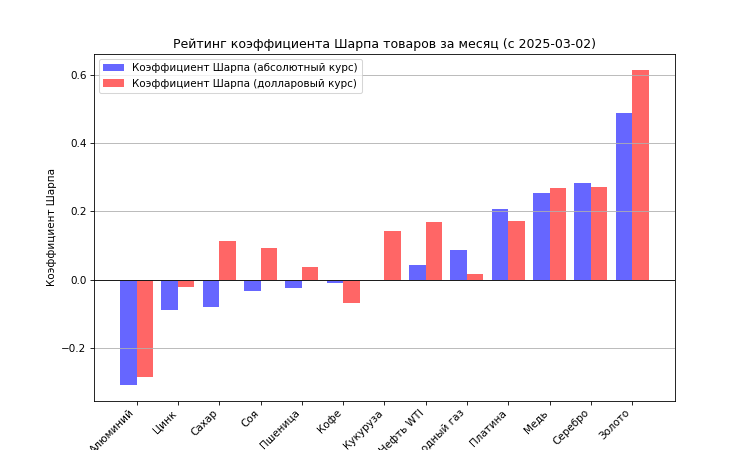 Рейтинг коэффициента Шарпа товаров за месяц (с 2025-03-02)
Коэффициент Шарпа (абсолютный курс)
Коэффициент Шарпа (долларовый курс)
Коэффициент Шарпа
0.6
0.4
0.2
0.0
−0.2
Алюминий
Цинк
Сахар
Соя
Пшеница
Кофе
Кукуруза
Нефть WTI
одный газ
Платина
Медь
Серебро
Золото